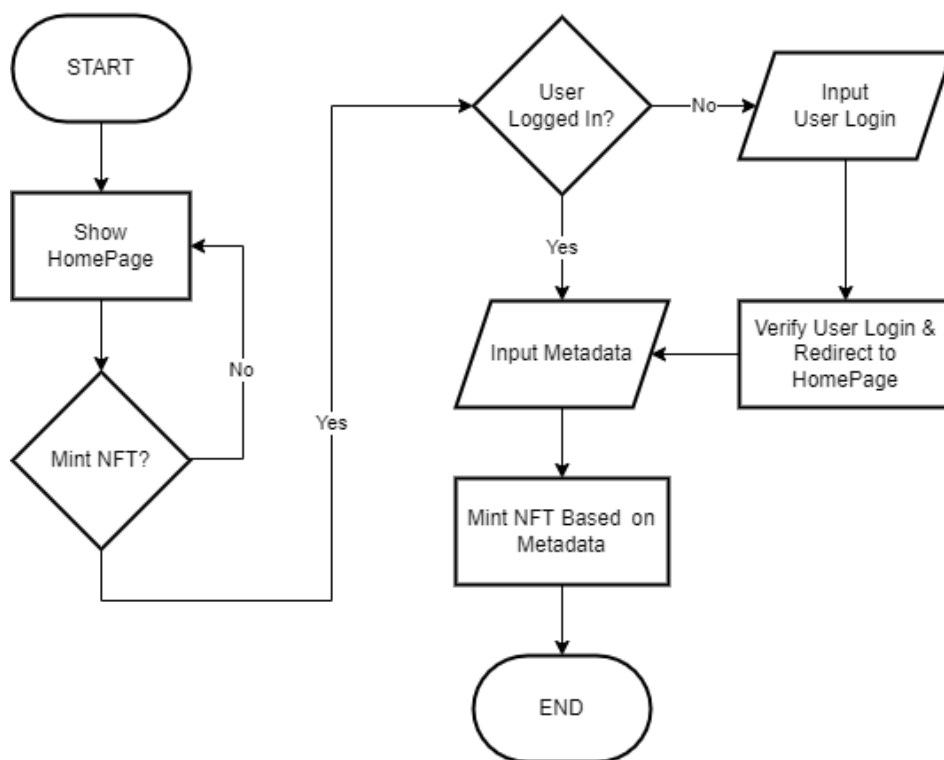 START
Show
HomePage
No
Mint NFT?
Yes
User
Logged In?
No
Input
User Login
Yes
Input Metadata
Verify User Login &
Redirect to
HomePage
Mint NFT Based on
Metadata
END